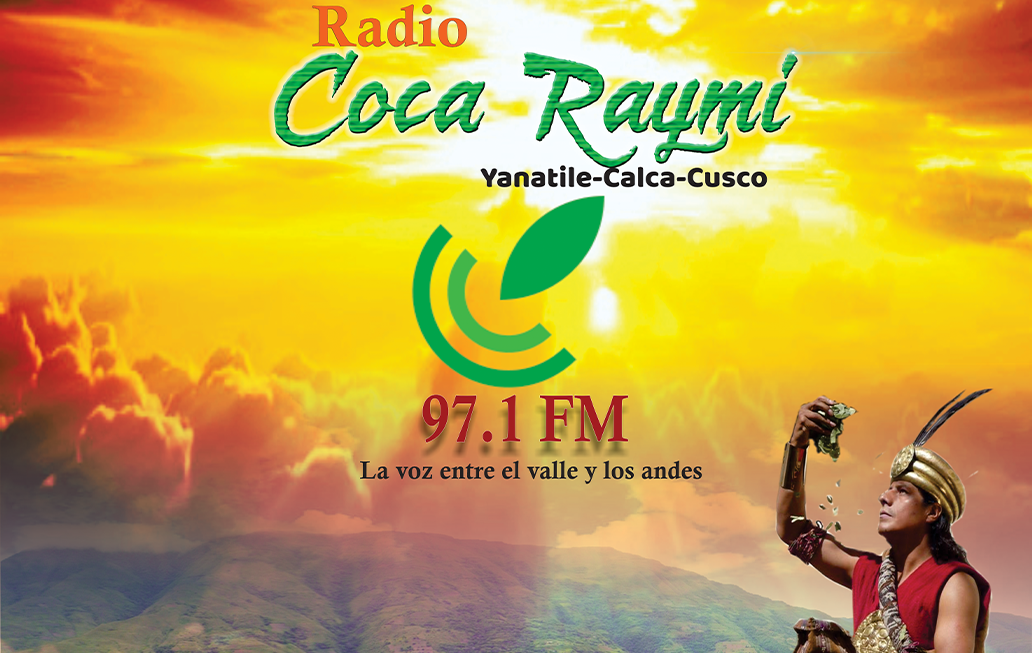 Radio
Coca Raymi
Yanatile-Calca-Cusco
97.1 FM
La voz entre el valle y los andes